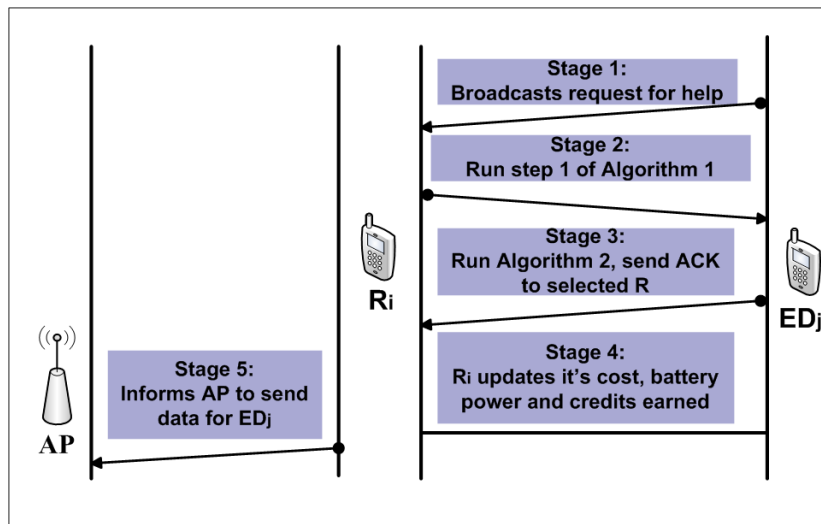 Stage 1:
Broadcasts request for help
Stage 2:
Run step 1 of Algorithm 1
Stage 3:
Run Algorithm 2, send ACK
to selected R
Ri
EDj
Stage 4:
Ri updates it's cost, battery
power and credits earned
Stage 5:
Informs AP to send
data for EDj
AP